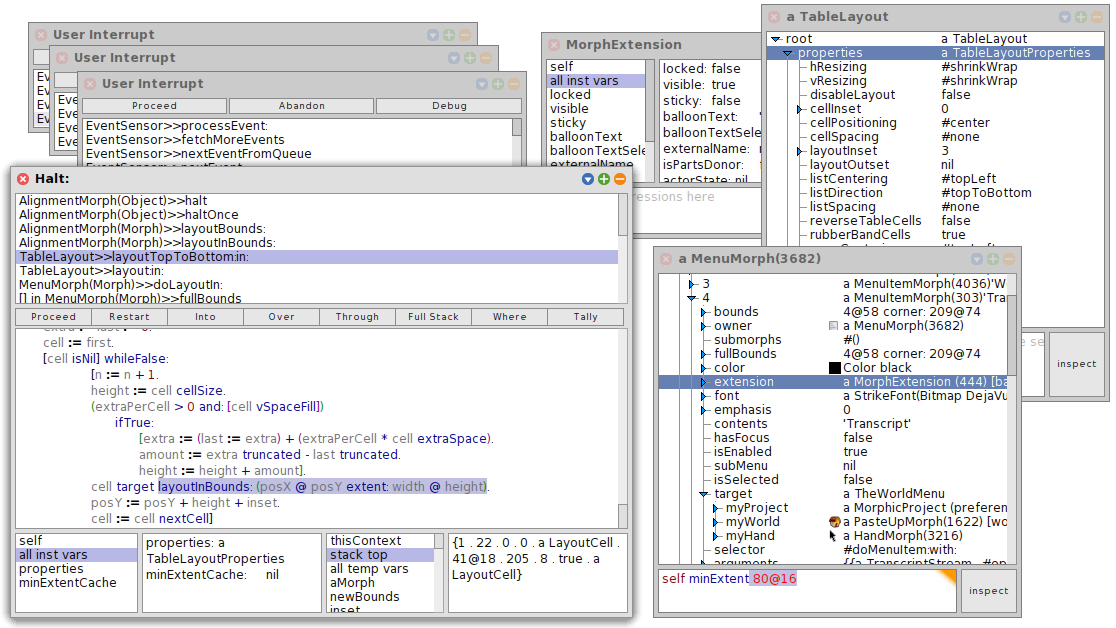 User Interrupt
User Interrupt
User Interrupt
Proceed Abandon Debug
EventSensor>>processEvent:
EventSensor>>fetchMoreEvents
EventSensor>>nextEventFromQueue
Halt:
AlignmentMorph(Object)>>halt
AlignmentMorph(Object)>>haltOnce
AlignmentMorph(Morph)>>layoutBounds:
AlignmentMorph(Morph)>>layoutInBounds:
TableLayout>>layoutTopToBottom:in:
TableLayout>>layout:in:
MenuMorph(Morph)>>doLayoutIn:
[] in MenuMorph(Morph)>>fullBounds
Proceed Restart Into Over Through Full Stack Where Tally
cell := first.
[cell isNil] whileFalse:
[n := n + 1.
height := cell cellSize.
(extraPerCell > 0 and: [cell vSpaceFill])
ifTrue:
[extra := (last := extra) + (extraPerCell * cell extraSpace).
amount := extra truncated - last truncated.
height := height + amount].
cell target layoutInBounds: (posX @ posY extent: width @ height).
posY := posY + height + inset.
cell := cell nextCell]
self
all inst vars
properties
minExtentCache
properties: a
TableLayoutProperties
minExtentCache: nil
thisContext
stack top
all temp vars
aMorph
newBounds
inset
{1 . 22 . 0 . 0 . a LayoutCell .
41@18 . 205 . 8 . true . a
LayoutCell}
MorphExtension
self
all inst vars
locked
visible
sticky
balloonText
balloonTextSele
externalName
locked: false
visible: true
sticky: false
balloonText:
balloonTextSele
externalName:
isPartsDonor:
actorState: nil
ressions here
a TableLayout
root a TableLayout
properties a TableLayoutProperties
hResizing #shrinkWrap
vResizing #shrinkWrap
disableLayout false
cellInset 0
cellPositioning #center
cellSpacing #none
layoutInset 3
layoutOutset nil
listCentering #topLeft
listDirection #topToBottom
listSpacing #none
reverseTableCells false
rubberBandCells true
inspect
a MenuMorph(3682)
3 a MenuItemMorph(4036)'W
4 a MenuItemMorph(303)'Tra
bounds 4@58 corner: 209@74
owner a MenuMorph(3682)
submorphs #()
fullBounds 4@58 corner: 209@74
color Color black
extension a MorphExtension (444) [ba
font a StrikeFont(Bitmap DejaVu
emphasis 0
contents 'Transcript'
hasFocus false
isEnabled true
subMenu nil
isSelected false
target a TheWorldMenu
myProject a MorphicProject (preferen
myWorld a PasteUpMorph(1622) [wo
myHand a HandMorph(3216)
selector #doMenuItem:with:
arguments {{a TranscriptStream . #op
self minExtent 80@16
inspect